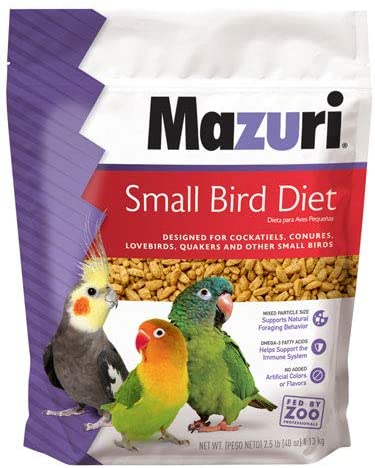 Mazuri®
Small Bird Diet
Dieta para Aves Pequeñas
DESIGNED FOR COCKATIELS, CONURES,
LOVEBIRDS, QUAKERS AND OTHER SMALL BIRDS
MIXED PARTICLE SIZE
Supports Natural
Foraging Behavior
OMEGA-3 FATTY ACIDS
Helps Support the
Immune System
NO ADDED
Artificial Colors
or Flavors
FED BY
ZOO
PROFESSIONALS
NET WT. (PESO NETO) 2.5 lb (40 oz) 1.13 kg